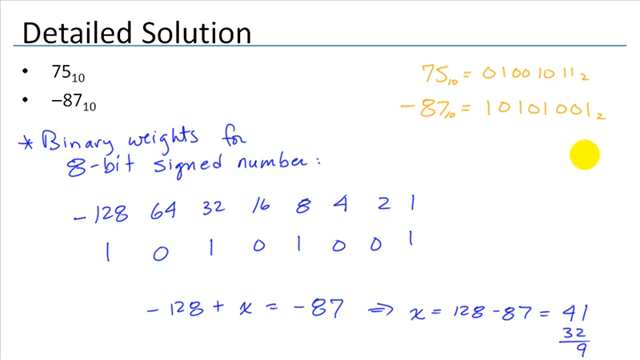 Detailed Solution
• 75₁₀
75₁₀ = 01001011₂
• –87₁₀
-87₁₀ = 10101001₂
* Binary weights for
8-bit signed number:
-128 64 32 16 8 4 2 1
1 0 1 0 1 0 0 1
-128 + x = -87 ⇒ x = 128 - 87 = 41
32
9